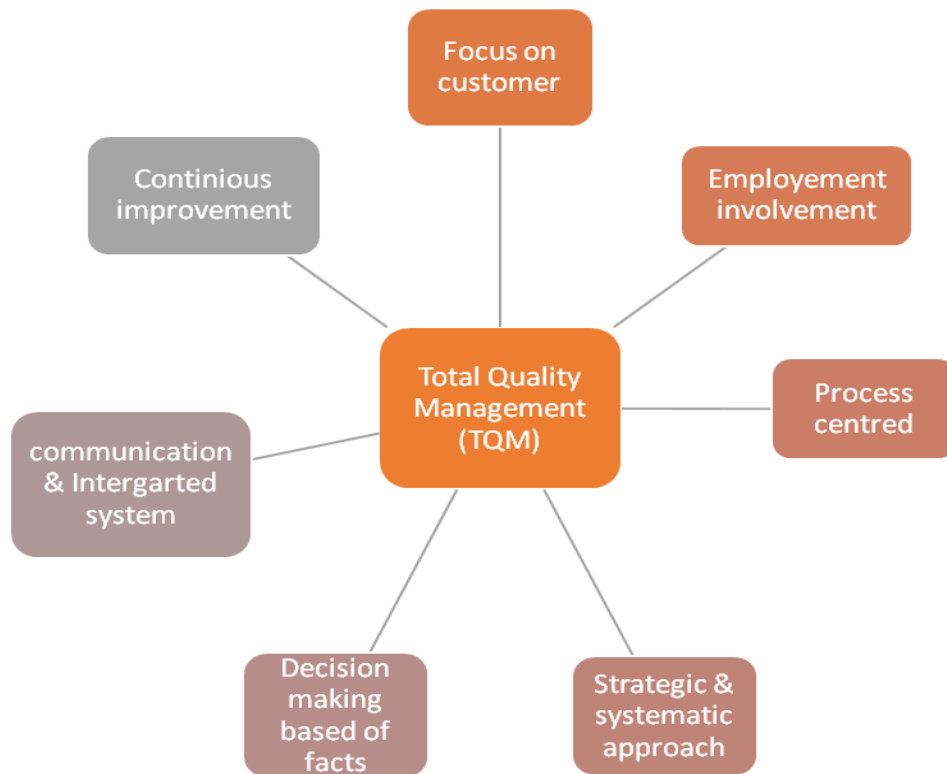 Focus on
customer
Employement
involvement
Process
centred
Strategic &
systematic
approach
Decision
making
based of
facts
communication
& Intergarted
system
Continious
improvement
Total Quality
Management
(TQM)